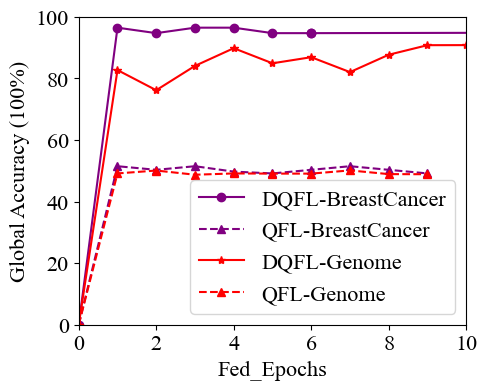 Global Accuracy (100%)
100
80
60
40
20
0
0 2 4 6 8 10
Fed_Epochs
DQFL-BreastCancer
QFL-BreastCancer
DQFL-Genome
QFL-Genome